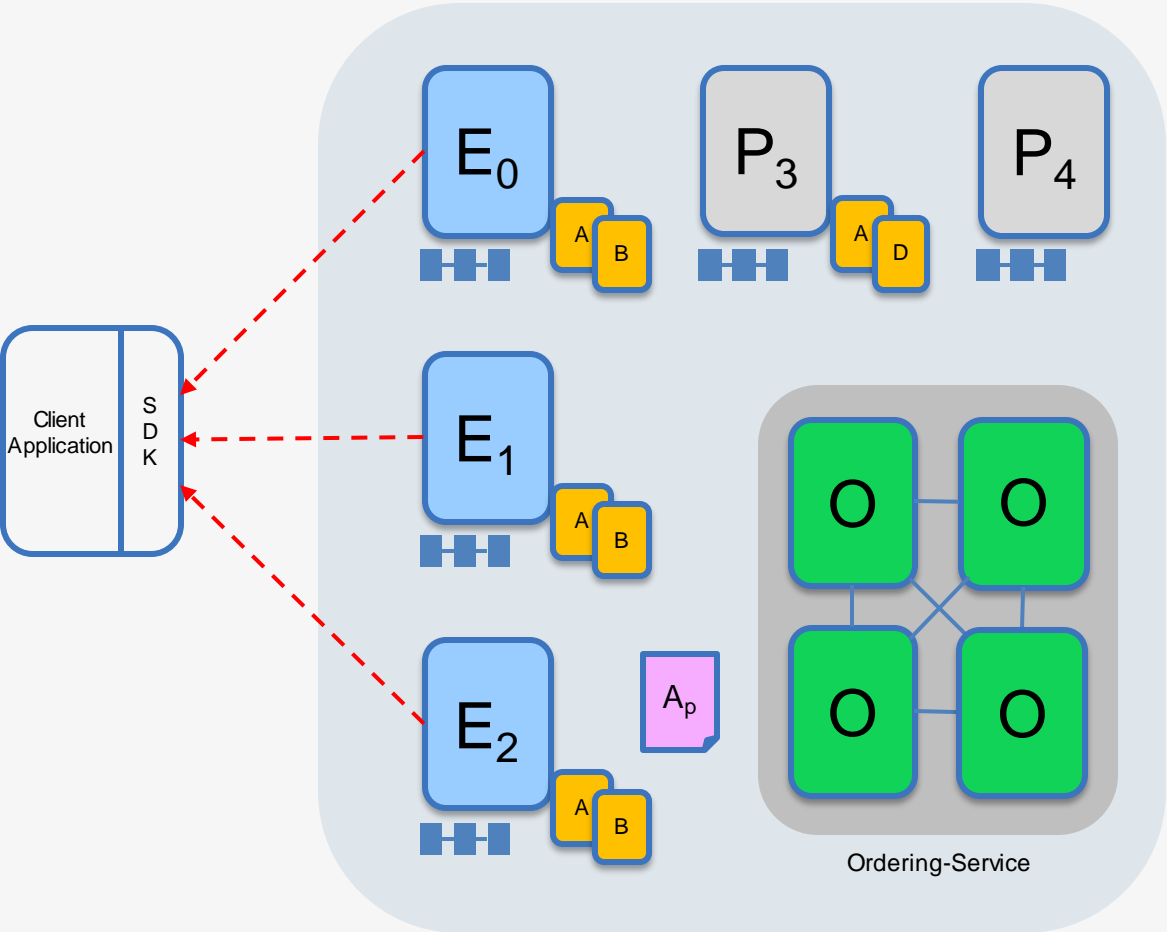 E₀
P₃
P₄
A
B
A
D
Client
Application
S
D
K
E₁
A
B
O
O
E₂
A
B
Aₚ
O
O
Ordering-Service